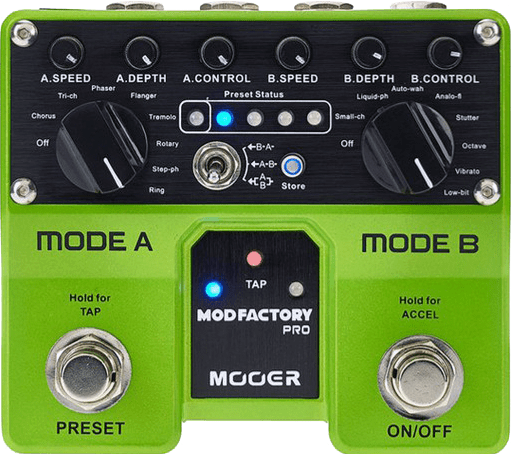 A.SPEED A.DEPTH A.CONTROL B.SPEED B.DEPTH B.CONTROL
Off Chorus Tri-ch Phaser Flanger Tremolo Rotary Step-ph Ring
Preset Status
B-A-
A-B-
A
B
Store
Off Small-ch Liquid-ph Auto-wah Analo-fl Stutter Octave Vibrato Low-bit
MODE A
MODE B
Hold for
TAP
PRESET
TAP
MODFACTORY
PRO
MOOER
Hold for
ACCEL
ON/OFF